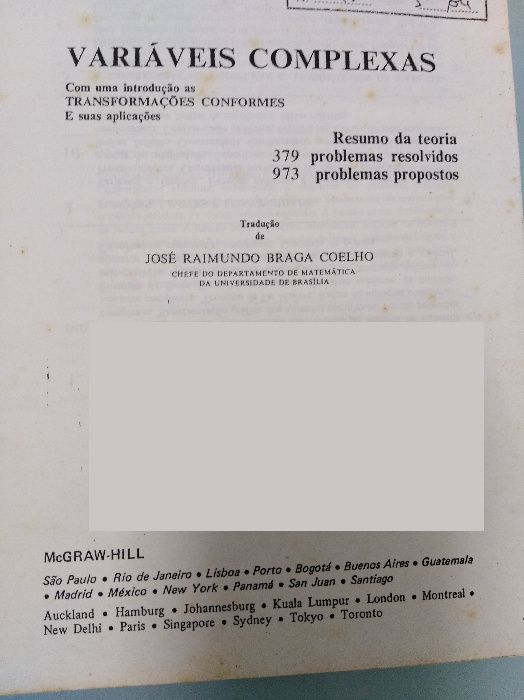 VARIÁVEIS COMPLEXAS
Com uma introdução as
TRANSFORMAÇÕES CONFORMES
E suas aplicações
Resumo da teoria
379 problemas resolvidos
973 problemas propostos
Tradução
de
JOSÉ RAIMUNDO BRAGA COELHO
CHEFE DO DEPARTAMENTO DE MATEMÁTICA
DA UNIVERSIDADE DE BRASÍLIA
McGRAW-HILL
São Paulo • Rio de Janeiro • Lisboa • Porto • Bogotá • Buenos Aires • Guatemala
• Madrid • México • New York • Panamá • San Juan • Santiago
Auckland • Hamburg • Johannesburg • Kuala Lumpur • London • Montreal •
New Delhi • Paris • Singapore • Sydney • Tokyo • Toronto